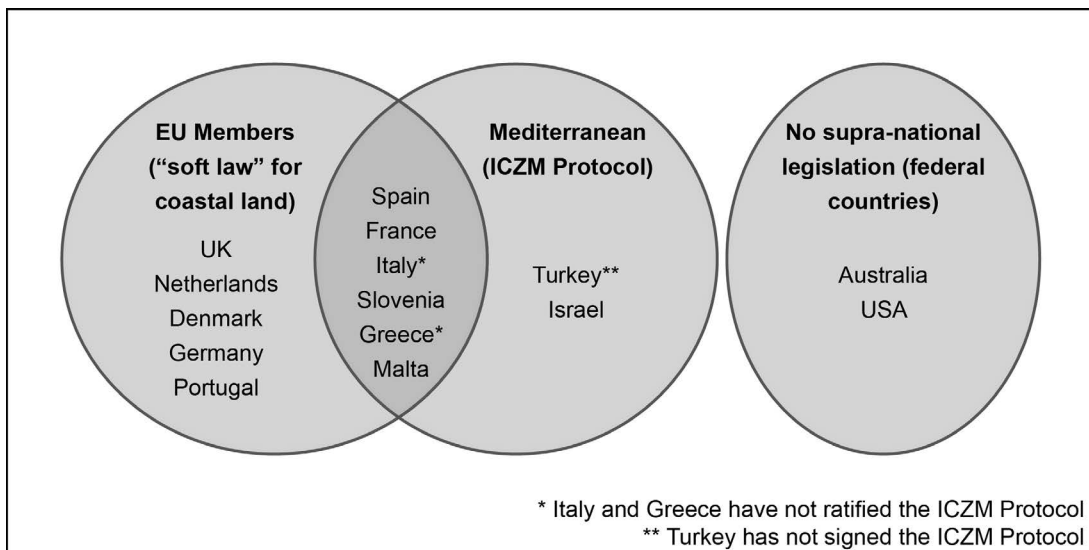 EU Members
(“soft law” for
coastal land)
UK
Netherlands
Denmark
Germany
Portugal
Spain
France
Italy*
Slovenia
Greece*
Malta
Mediterranean
(ICZM Protocol)
Turkey**
Israel
No supra-national
legislation (federal
countries)
Australia
USA
* Italy and Greece have not ratified the ICZM Protocol
** Turkey has not signed the ICZM Protocol